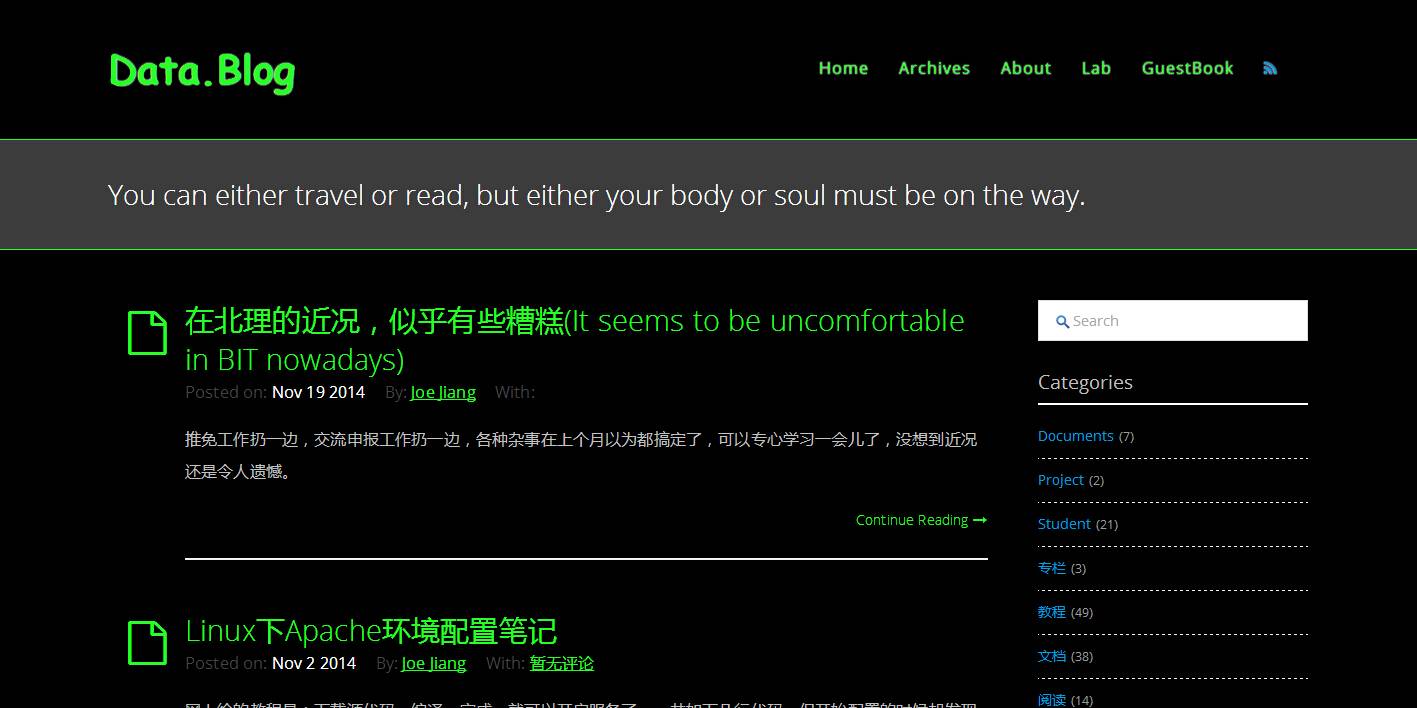 Data.Blog
Home Archives About Lab GuestBook
You can either travel or read, but either your body or soul must be on the way.
在北理的近况，似乎有些糟糕(It seems to be uncomfortable
in BIT nowadays)
Posted on: Nov 19 2014 By: Joe Jiang With:
推免工作扔一边，交流申报工作扔一边，各种杂事在上个月以为都搞定了，可以专心学习一会儿了，没想到近况
还是令人遗憾。
Continue Reading
Linux下Apache环境配置笔记
Posted on: Nov 2 2014 By: Joe Jiang With: 暂无评论
Search
Categories
Documents (7)
Project (2)
Student (21)
专栏 (3)
教程 (49)
文档 (38)
阅读 (14)